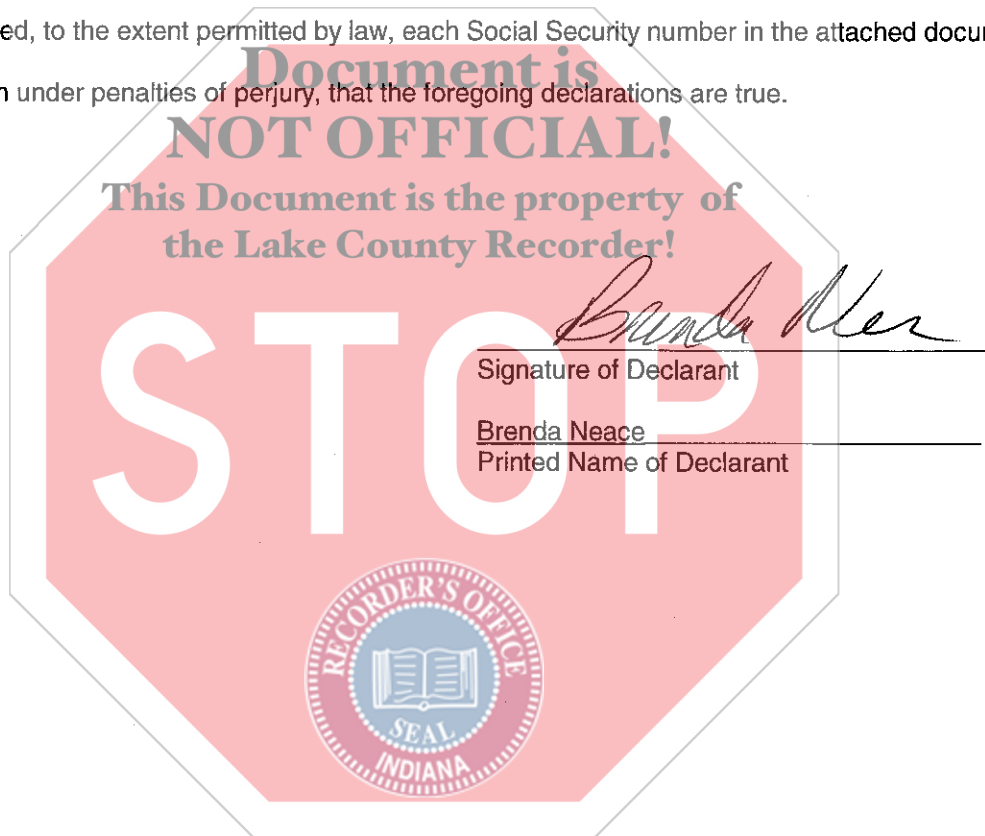 ed, to the extent permitted by law, each Social Security number in the attached docu
n under penalties of perjury, that the foregoing declarations are true.
Document is
NOT OFFICIAL!
This Document is the property of
the Lake County Recorder!
STOP
Brenda
Signature of Declarant
Brenda Neace
Printed Name of Declarant
RECORDER'S OFFICE
SEAL
INDIANA